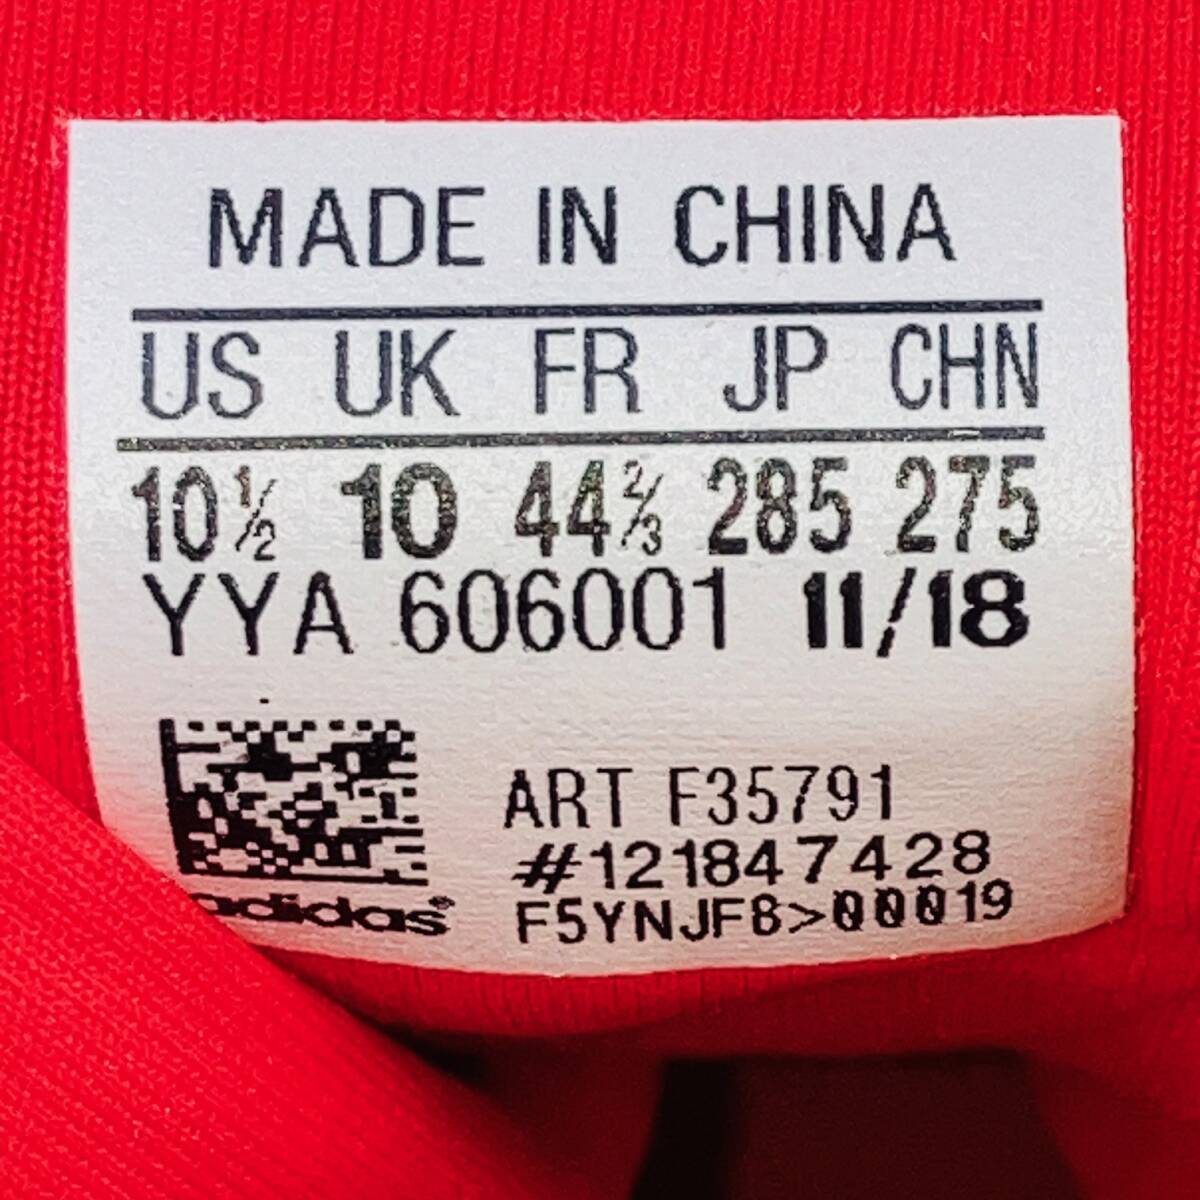 MADE IN CHINA
US UK FR JP CHN
10½ 10 44⅔ 285 275
YYA 606001 11/18
ART F35791
#121847428
adidas®
F5YNJF8>00019